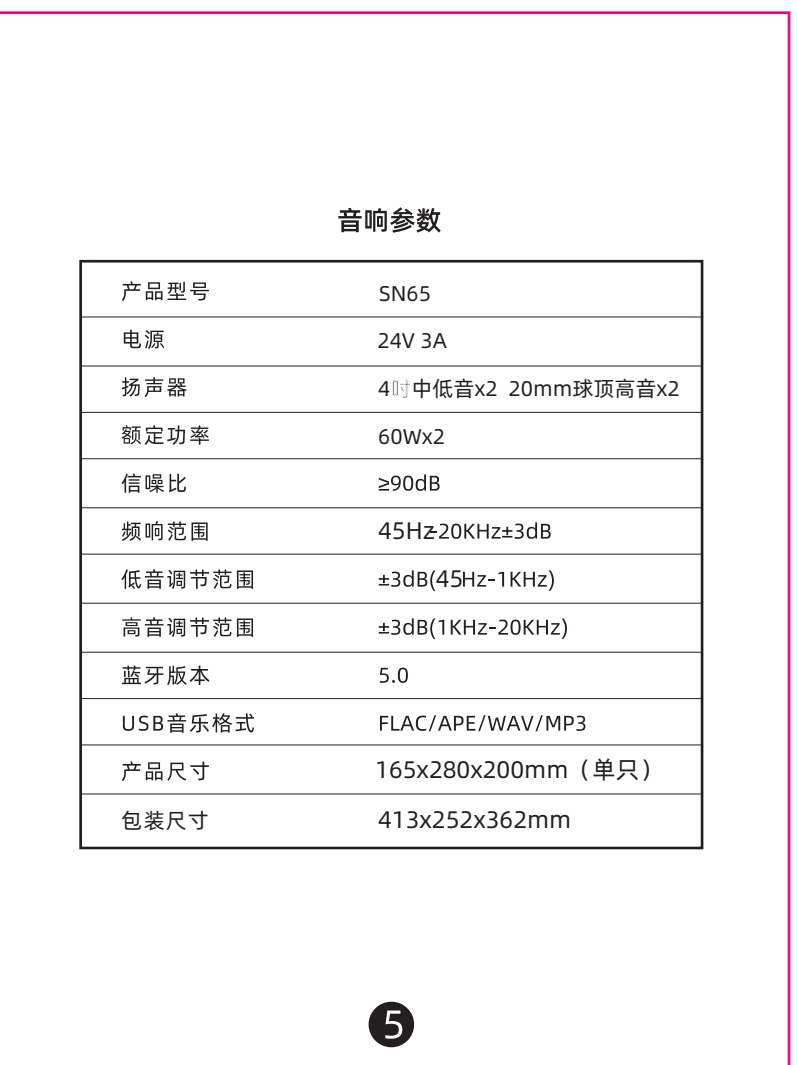 音响参数
产品型号 SN65
电源 24V 3A
扬声器 4吋中低音x2 20mm球顶高音x2
额定功率 60Wx2
信噪比 ≥90dB
频响范围 45Hz-20KHz±3dB
低音调节范围 ±3dB(45Hz-1KHz)
高音调节范围 ±3dB(1KHz-20KHz)
蓝牙版本 5.0
USB音乐格式 FLAC/APE/WAV/MP3
产品尺寸 165x280x200mm（单只）
包装尺寸 413x252x362mm
5